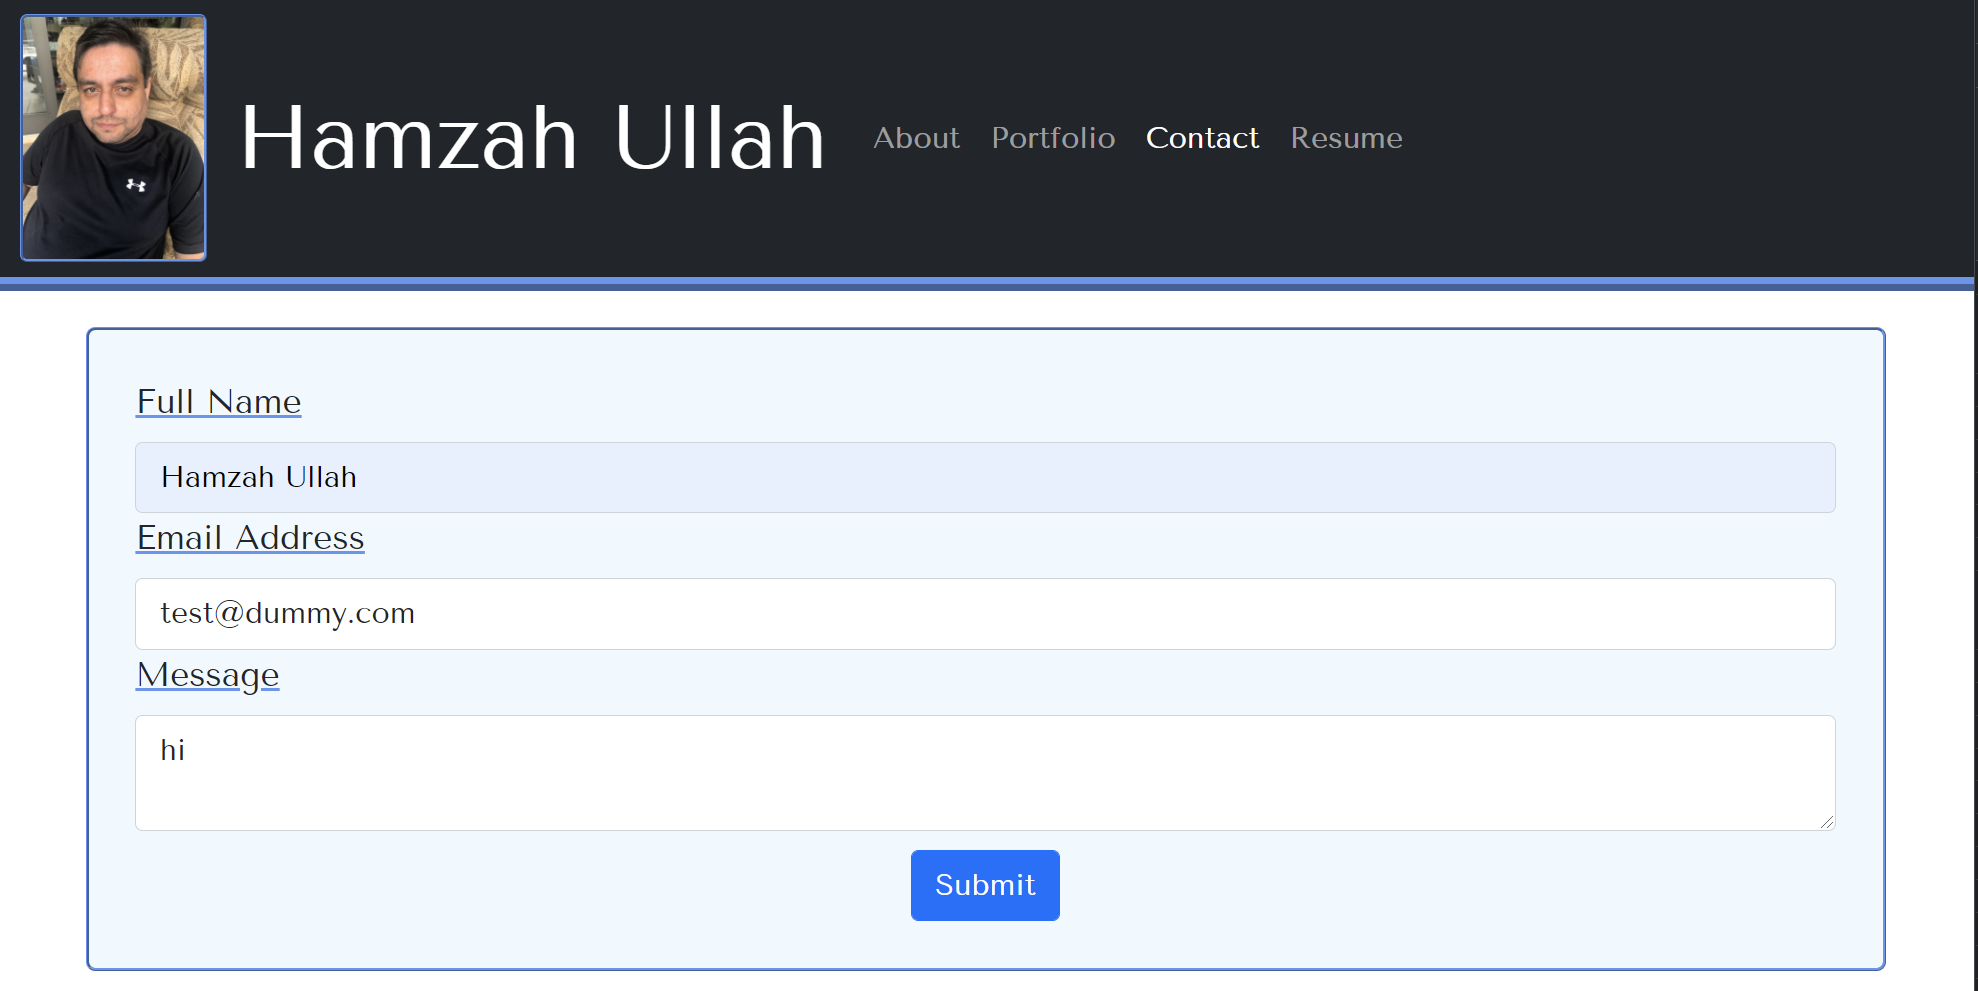 Hamzah Ullah
About Portfolio Contact Resume
Full Name
Hamzah Ullah
Email Address
test@dummy.com
Message
hi
Submit